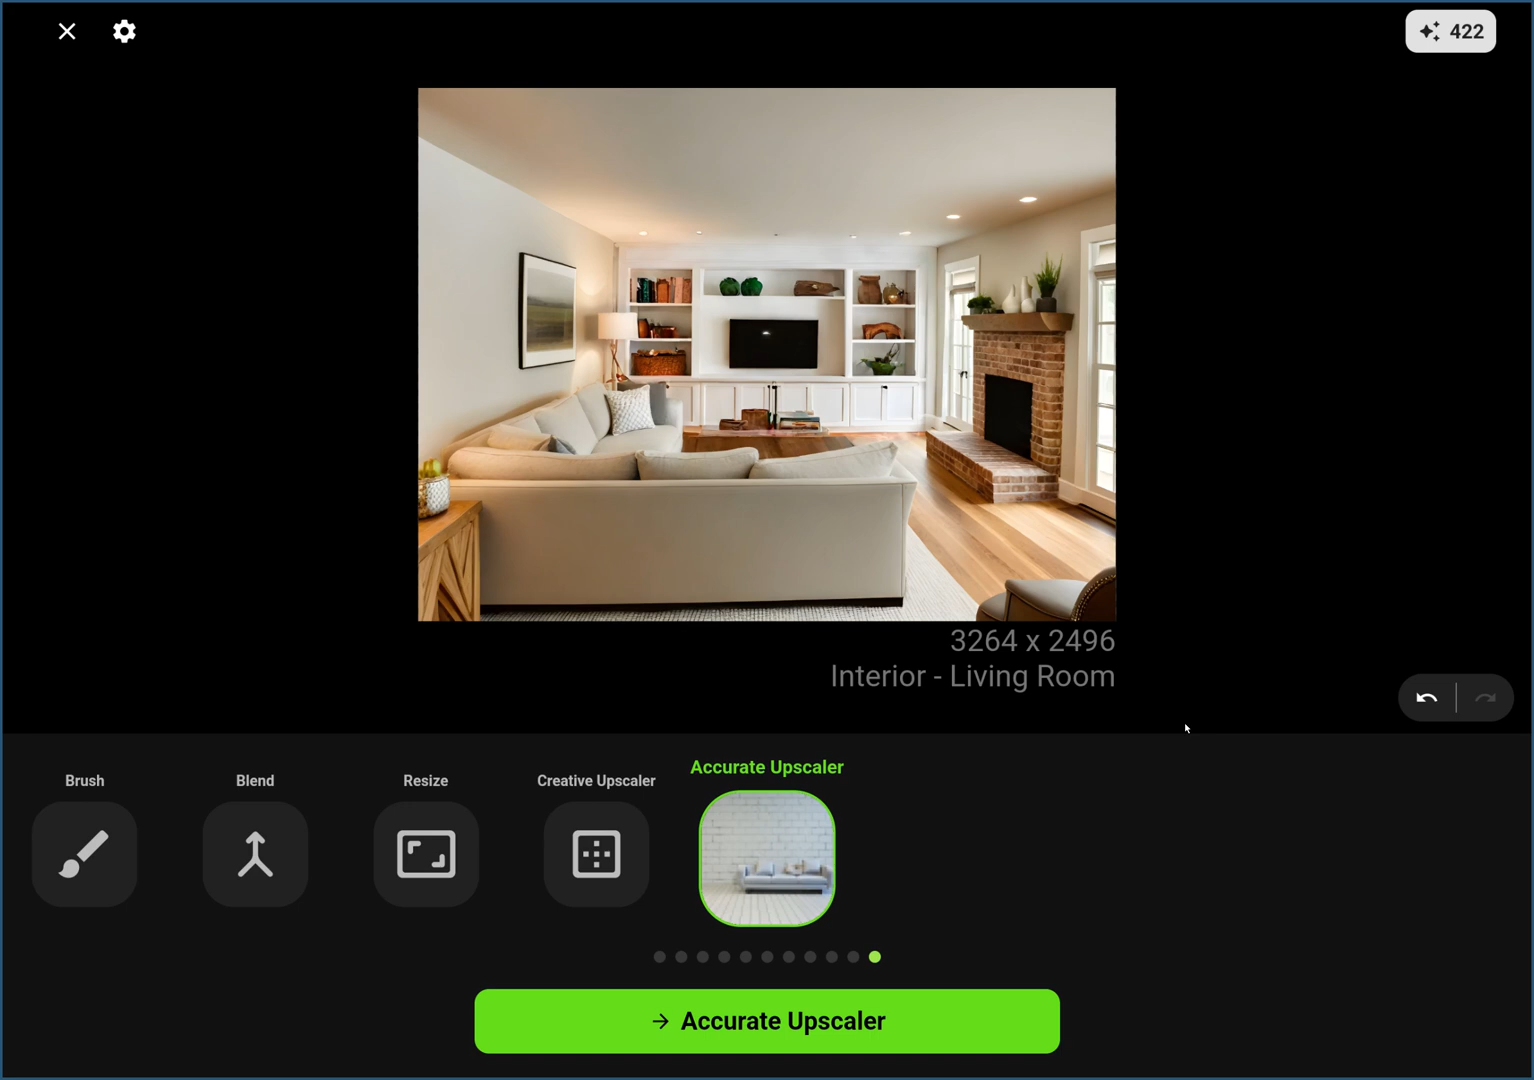 422
3264 x 2496
Interior - Living Room
Brush
Blend
Resize
Creative Upscaler
Accurate Upscaler
→ Accurate Upscaler